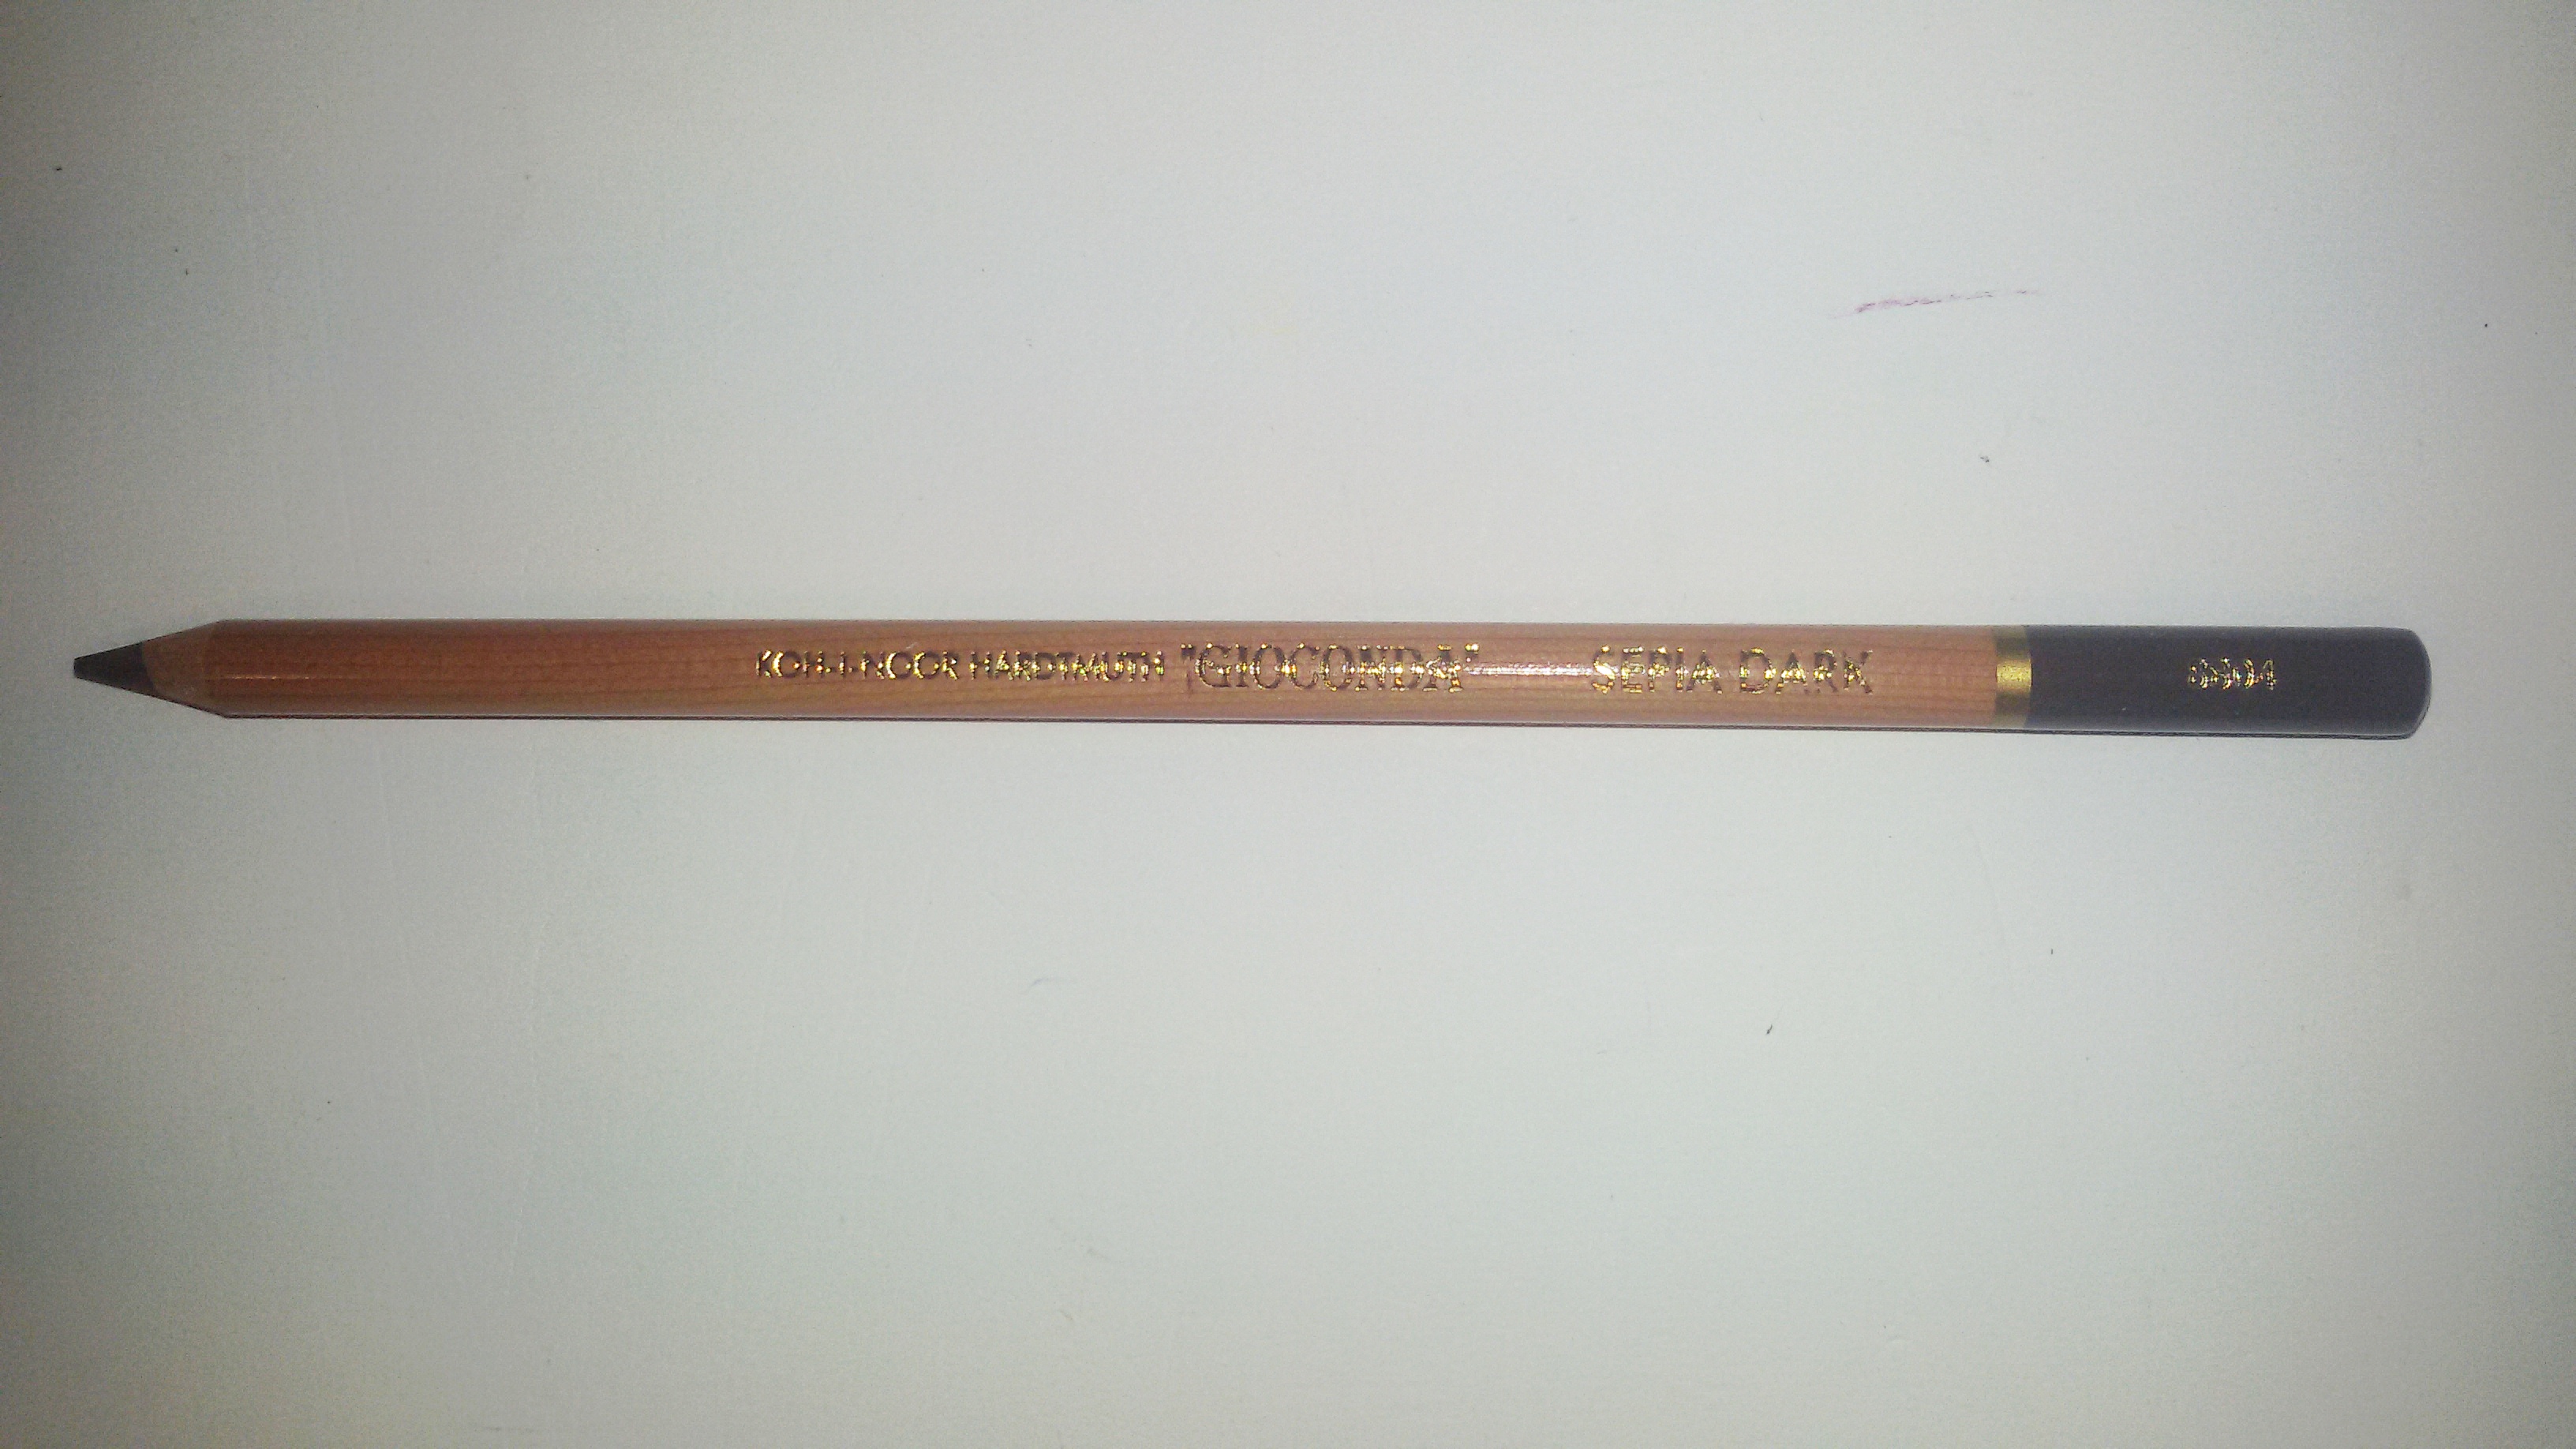 KOH-I-NOOR HARDTMUTH "GIOCONDA" SEPIA DARK 8804